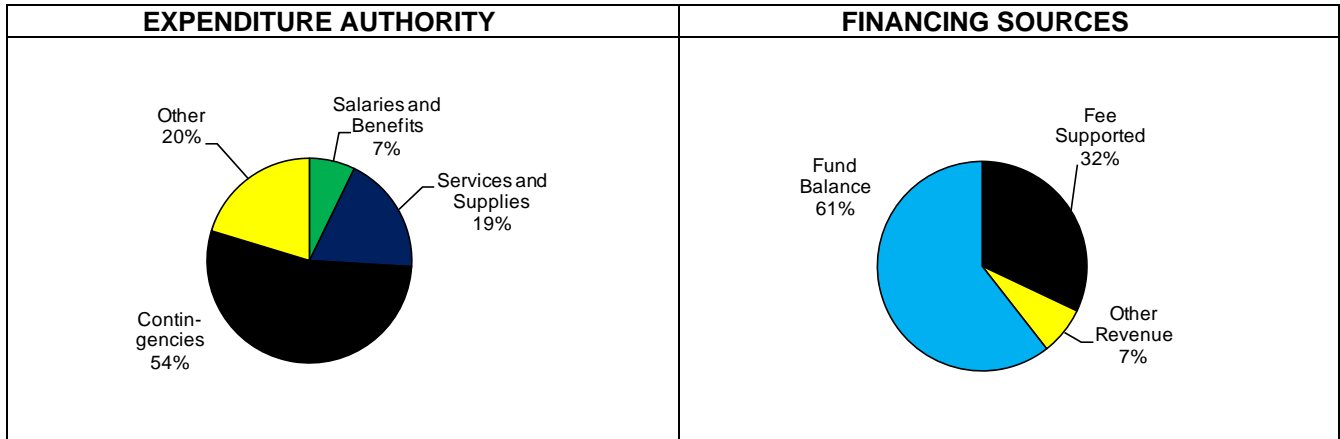 EXPENDITURE AUTHORITY
Other
20%
Salaries and
Benefits
7%
Services and
Supplies
19%
Contin-
gencies
54%
FINANCING SOURCES
Fee
Supported
32%
Fund
Balance
61%
Other
Revenue
7%